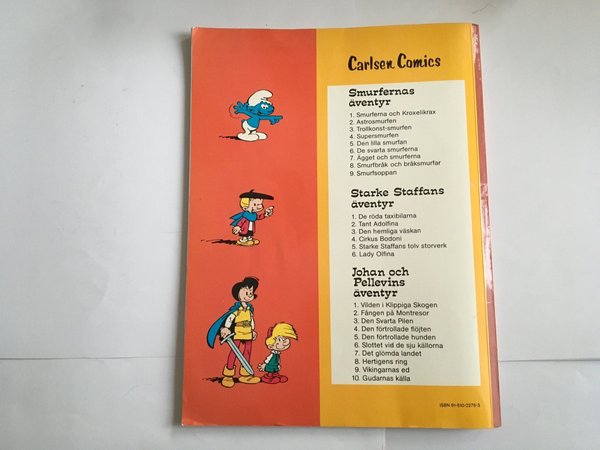 Carlsen Comics
Smurfernas
äventyr
1. Smurferna och Kroxelikrax
2. Astrosmurfen
3. Trollkonst-smurfen
4. Supersmurfen
5. Den lilla smurfan
6. De svarta smurferna
7. Ägget och smurferna
8. Smurfbråk och bråksmurfar
9. Smurfsoppan
Starke Staffans
äventyr
1. De röda taxibilarna
2. Tant Adolfina
3. Den hemliga väskan
4. Cirkus Bodoni
5. Starke Staffans tolv storverk
6. Lady Olfina
Johan och
Pellevins
äventyr
1. Vilden i Klippiga Skogen
2. Fången på Montresor
3. Den Svarta Pilen
4. Den förtrollade flöjten
5. Den förtrollade hunden
6. Slottet vid de sju källorna
7. Det glömda landet
8. Hertigens ring
9. Vikingarnas ed
10. Gudarnas källa
ISBN 91-510-2275-3